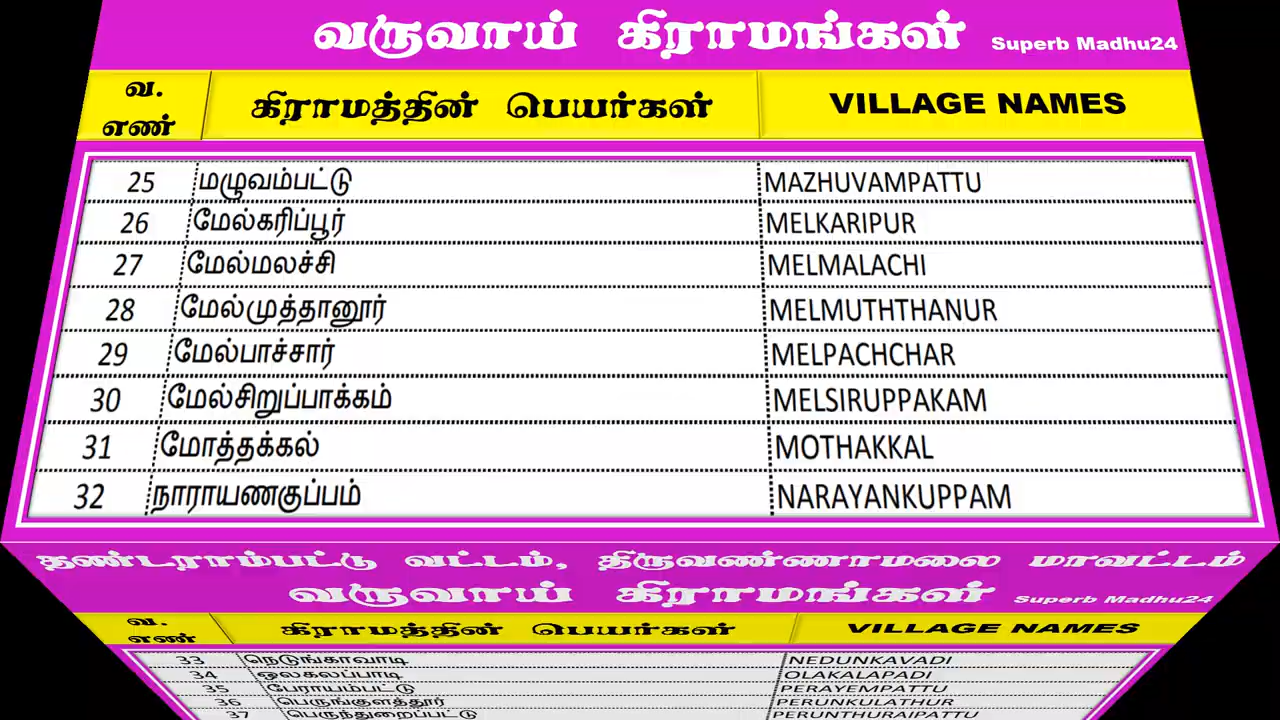 வருவாய் கிராமங்கள் Superb Madhu24
வ. எண் கிராமத்தின் பெயர்கள் VILLAGE NAMES
25 மழுவம்பட்டு MAZHUVAMPATTU
26 மேல்கரிப்பூர் MELKARIPUR
27 மேல்மலச்சி MELMALACHI
28 மேல்முத்தானூர் MELMUTHTHANUR
29 மேல்பாச்சார் MELPACHCHAR
30 மேல்சிறுப்பாக்கம் MELSIRUPPAKAM
31 மோத்தக்கல் MOTHAKKAL
32 நாராயணகுப்பம் NARAYANKUPPAM
தண்டராம்பட்டு வட்டம், திருவண்ணாமலை மாவட்டம்
வருவாய் கிராமங்கள் Superb Madhu24
வ. எண் கிராமத்தின் பெயர்கள் VILLAGE NAMES
33 நெடுங்காவாடி NEDUNKAVADI
34 ஒலகலப்பாடி OLAKALAPADI
35 பேராயம்பட்டு PERAYEMPATTU
36 பெருங்குளத்தூர் PERUNKULATHUR
37 பெருந்துறைப்பட்டு PERUNTHURAIPATTU